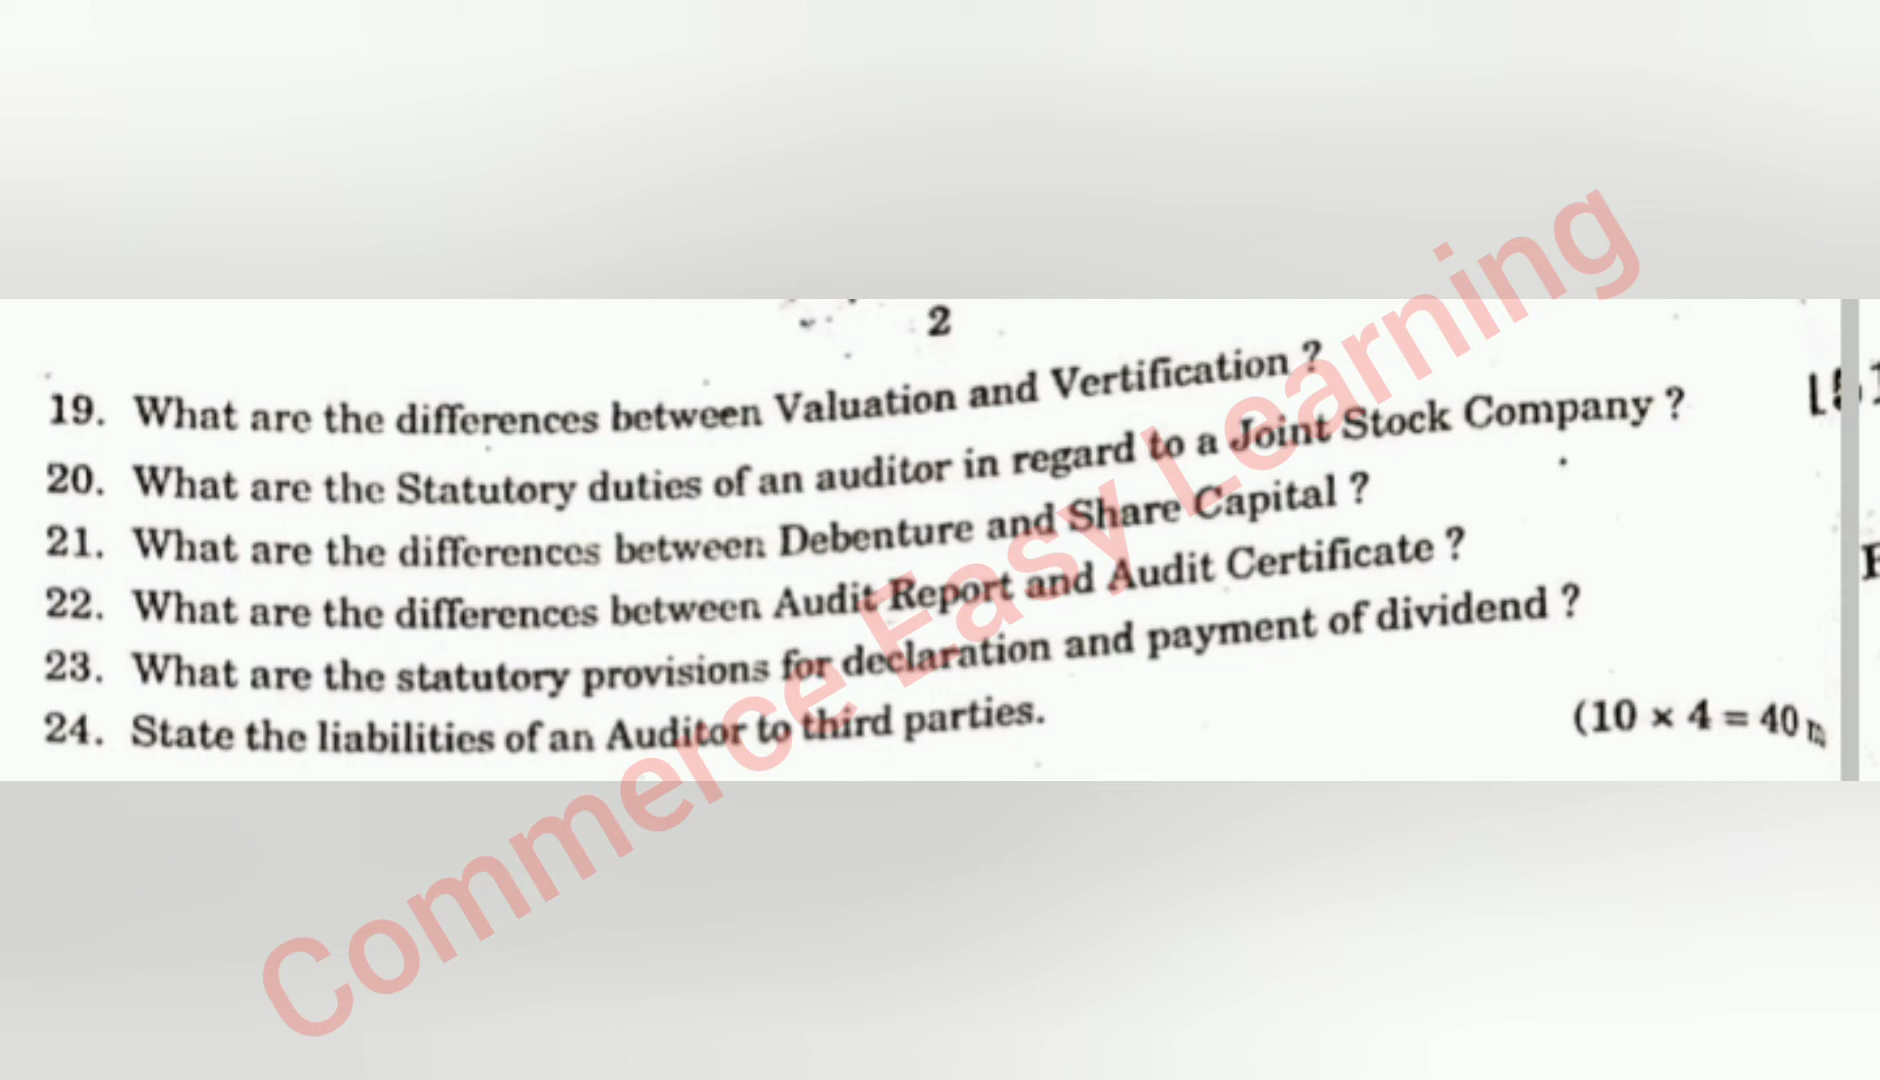 2
19. What are the differences between Valuation and Vertification ?
20. What are the Statutory duties of an auditor in regard to a Joint Stock Company ?
21. What are the differences between Debenture and Share Capital ?
22. What are the differences between Audit Report and Audit Certificate ?
23. What are the statutory provisions for declaration and payment of dividend ?
24. State the liabilities of an Auditor to third parties.
(10 × 4 = 40
Commerce Easy Learning